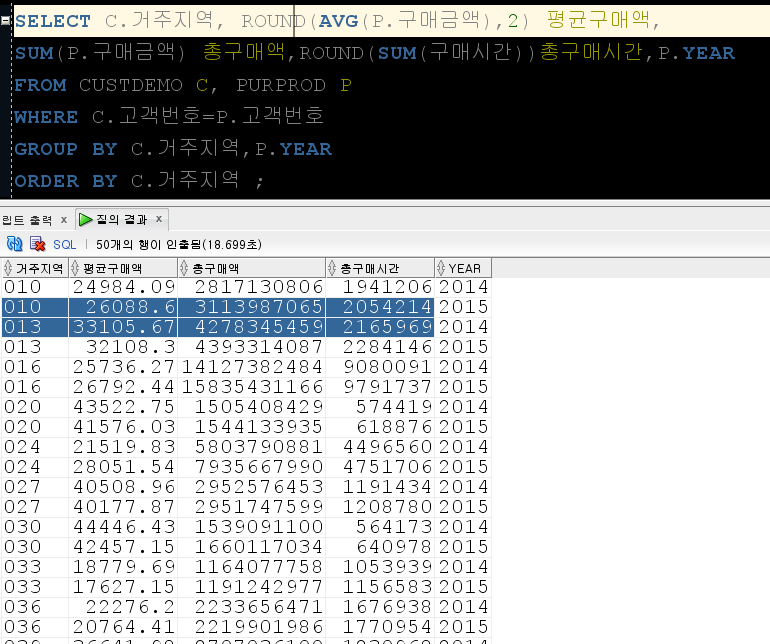 SELECT C.거주지역, ROUND(AVG(P.구매금액),2) 평균구매액,
SUM(P.구매금액) 총구매액,ROUND(SUM(구매시간))총구매시간,P.YEAR
FROM CUSTDEMO C, PURPROD P
WHERE C.고객번호=P.고객번호
GROUP BY C.거주지역,P.YEAR
ORDER BY C.거주지역 ;
립트 출력 x 질의 결과 x
SQL | 50개의 행이 인출됨(18.699초)
거주지역 평균구매액 총구매액 총구매시간 YEAR
010 24984.09 2817130806 1941206 2014
010 26088.6 3113987065 2054214 2015
013 33105.67 4278345459 2165969 2014
013 32108.3 4393314087 2284146 2015
016 25736.27 14127382484 9080091 2014
016 26792.44 15835431166 9791737 2015
020 43522.75 1505408429 574419 2014
020 41576.03 1544133935 618876 2015
024 21519.83 5803790881 4496560 2014
024 28051.54 7935667990 4751706 2015
027 40508.96 2952576453 1191434 2014
027 40177.87 2951747599 1208780 2015
030 44446.43 1539091100 564173 2014
030 42457.15 1660117034 640978 2015
033 18779.69 1164077758 1053939 2014
033 17627.15 1191242977 1156583 2015
036 22276.2 2233656471 1676938 2014
036 20764.41 2219901986 1770954 2015
2014